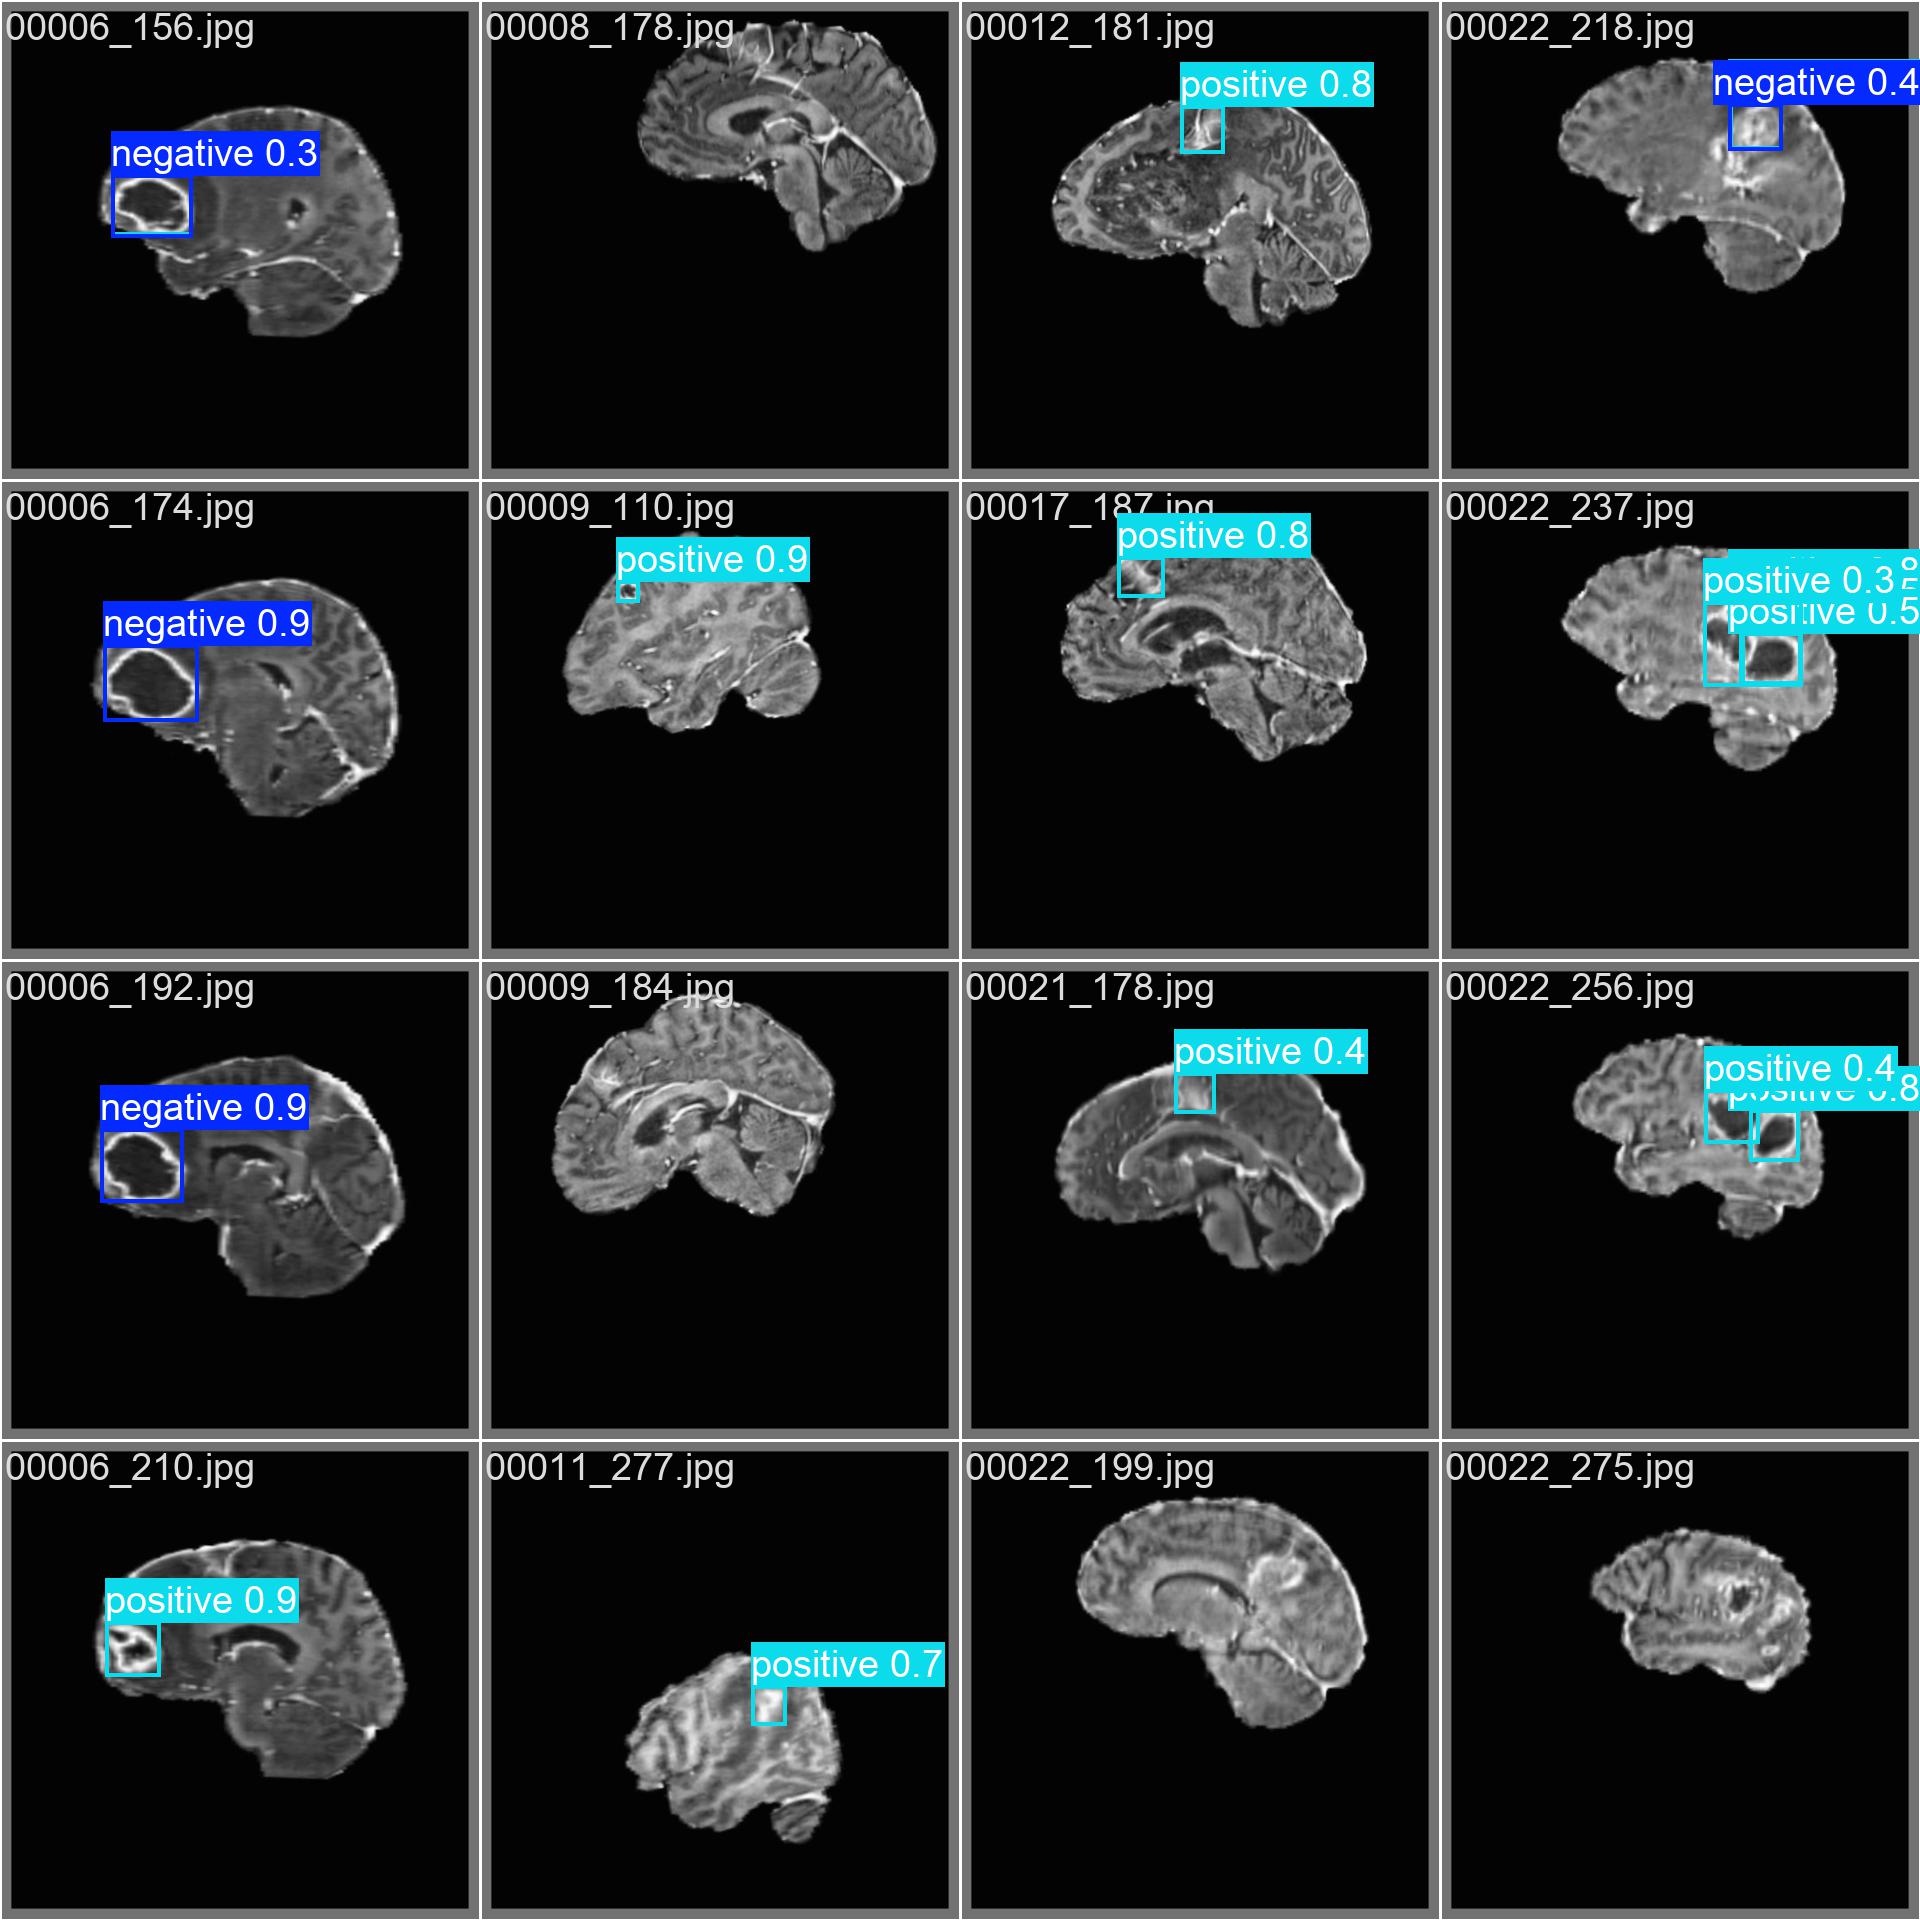 00006_156.jpg
negative 0.3
00008_178.jpg
00012_181.jpg
positive 0.8
00022_218.jpg
negative 0.4
00006_174.jpg
negative 0.9
00009_110.jpg
positive 0.9
00017_187.jpg
positive 0.8
00022_237.jpg
positive 0.3
positive 0.5
00006_192.jpg
negative 0.9
00009_184.jpg
00021_178.jpg
positive 0.4
00022_256.jpg
positive 0.4
positive 0.8
00006_210.jpg
positive 0.9
00011_277.jpg
positive 0.7
00022_199.jpg
00022_275.jpg